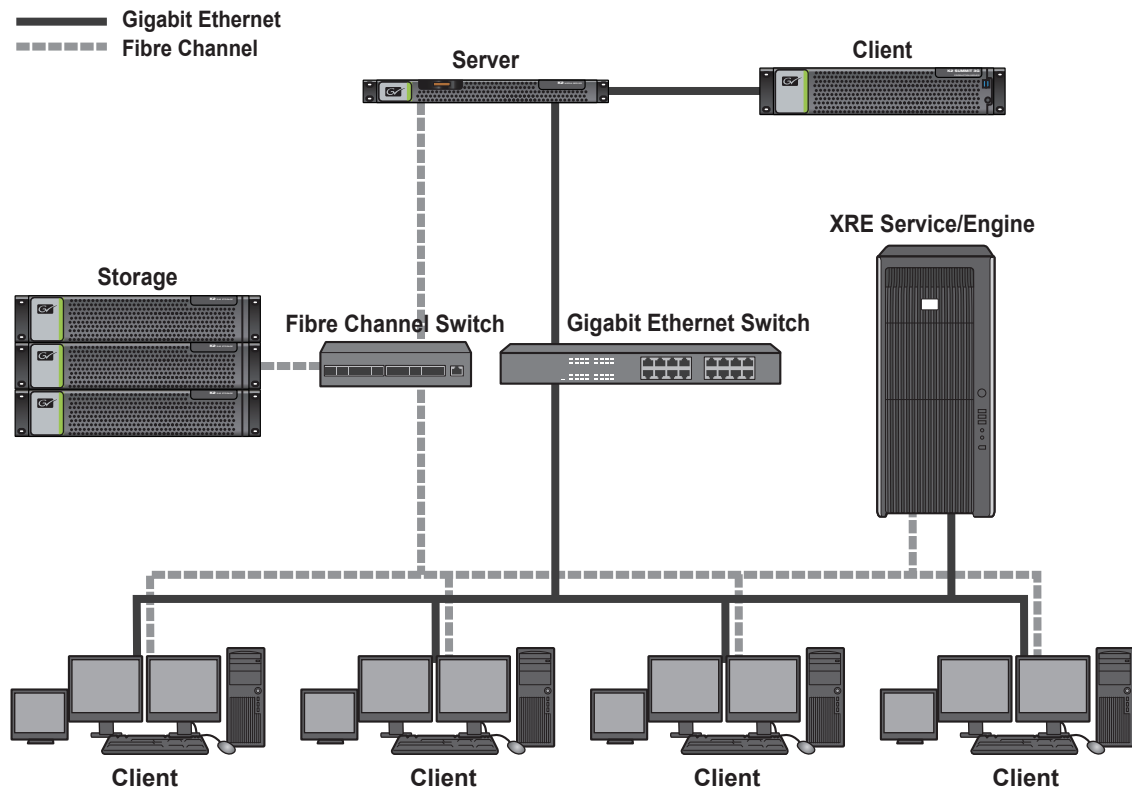 Gigabit Ethernet
Fibre Channel
Server
Client
XRE Service/Engine
Storage
Fibre Channel Switch
Gigabit Ethernet Switch
Client
Client
Client
Client